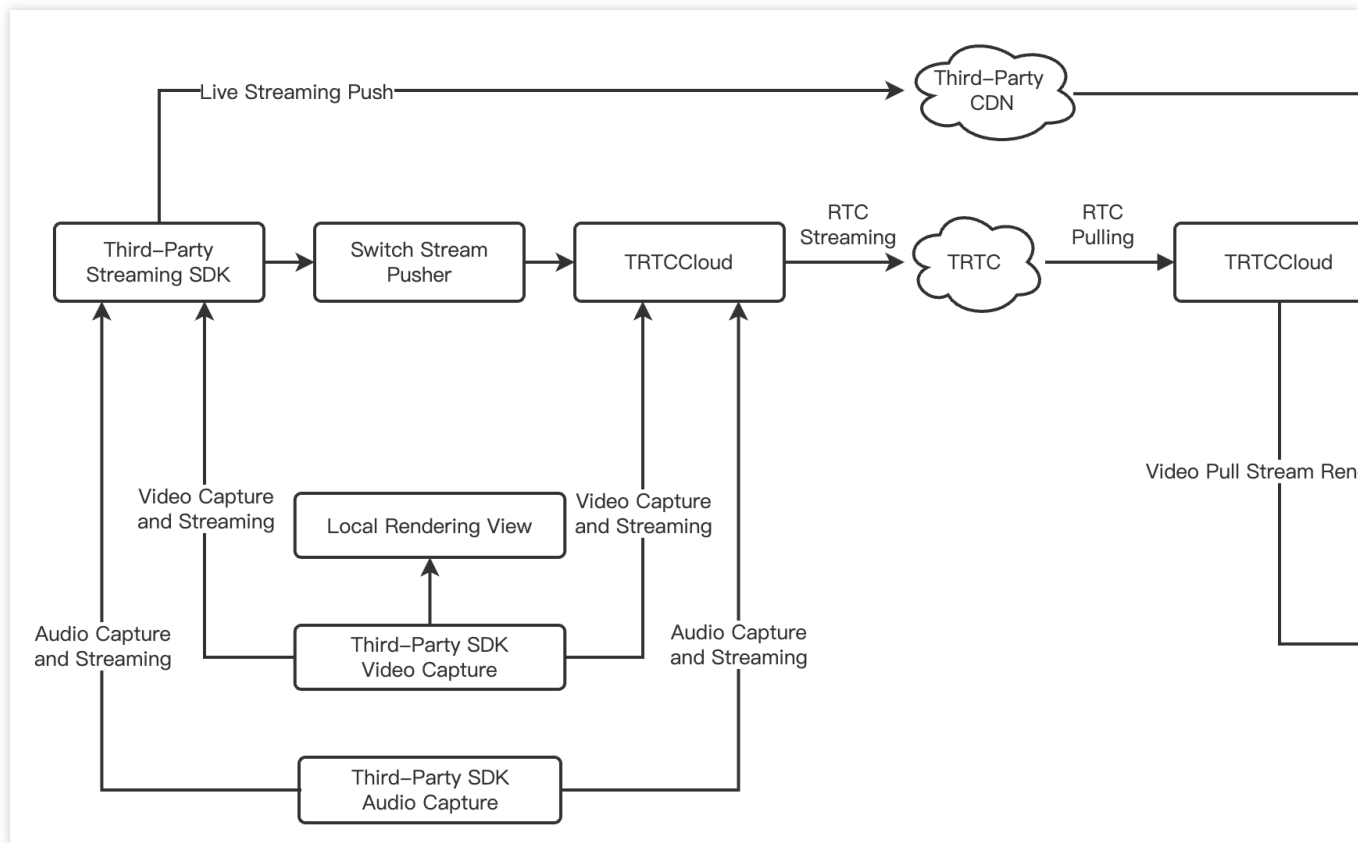 Third-Party
CDN
Live Streaming Push
RTC
Streaming
RTC
Pulling
Third-Party
Streaming SDK
Switch Stream
Pusher
TRTCCloud
TRTC
TRTCCloud
Video Pull Stream Ren
Video Capture
and Streaming
Local Rendering View
Video Capture
and Streaming
Audio Capture
and Streaming
Third-Party SDK
Video Capture
Audio Capture
and Streaming
Third-Party SDK
Audio Capture